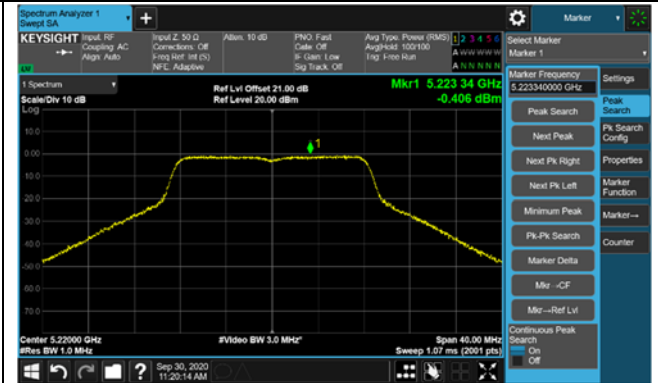 Spectrum Analyzer 1
Swept SA
+
Marker
KEYSIGHT
Input: RF
Coupling: AC
Align: Auto
Input Z: 50 Ω
Corrections: Off
Freq Ref: Int (S)
NFE: Adaptive
Atten: 10 dB
PNO: Fast
Gate: Off
IF Gain: Low
Sig Track: Off
Avg Type: Power (RMS)
Avg|Hold: 100/100
Trig: Free Run
1 2 3 4 5 6
A W W W W W
A N N N N N
LXI
Select Marker
Marker 1
1 Spectrum
Scale/Div 10 dB
Log
Ref Lvl Offset 21.00 dB
Ref Level 20.00 dBm
Mkr1 5.223 34 GHz
-0.406 dBm
10.0
0.00
10.0
20.0
30.0
40.0
50.0
60.0
70.0
1
Center 5.22000 GHz
#Res BW 1.0 MHz
#Video BW 3.0 MHz*
Span 40.00 MHz
Sweep 1.07 ms (2001 pts)
Marker Frequency
5.223340000 GHz
Peak Search
Next Peak
Next Pk Right
Next Pk Left
Minimum Peak
Pk-Pk Search
Marker Delta
Mkr→CF
Mkr→Ref Lvl
Continuous Peak
Search
On
Off
Settings
Peak
Search
Pk Search
Config
Properties
Marker
Function
Marker→
Counter
?
Sep 30, 2020
11:20:14 AM